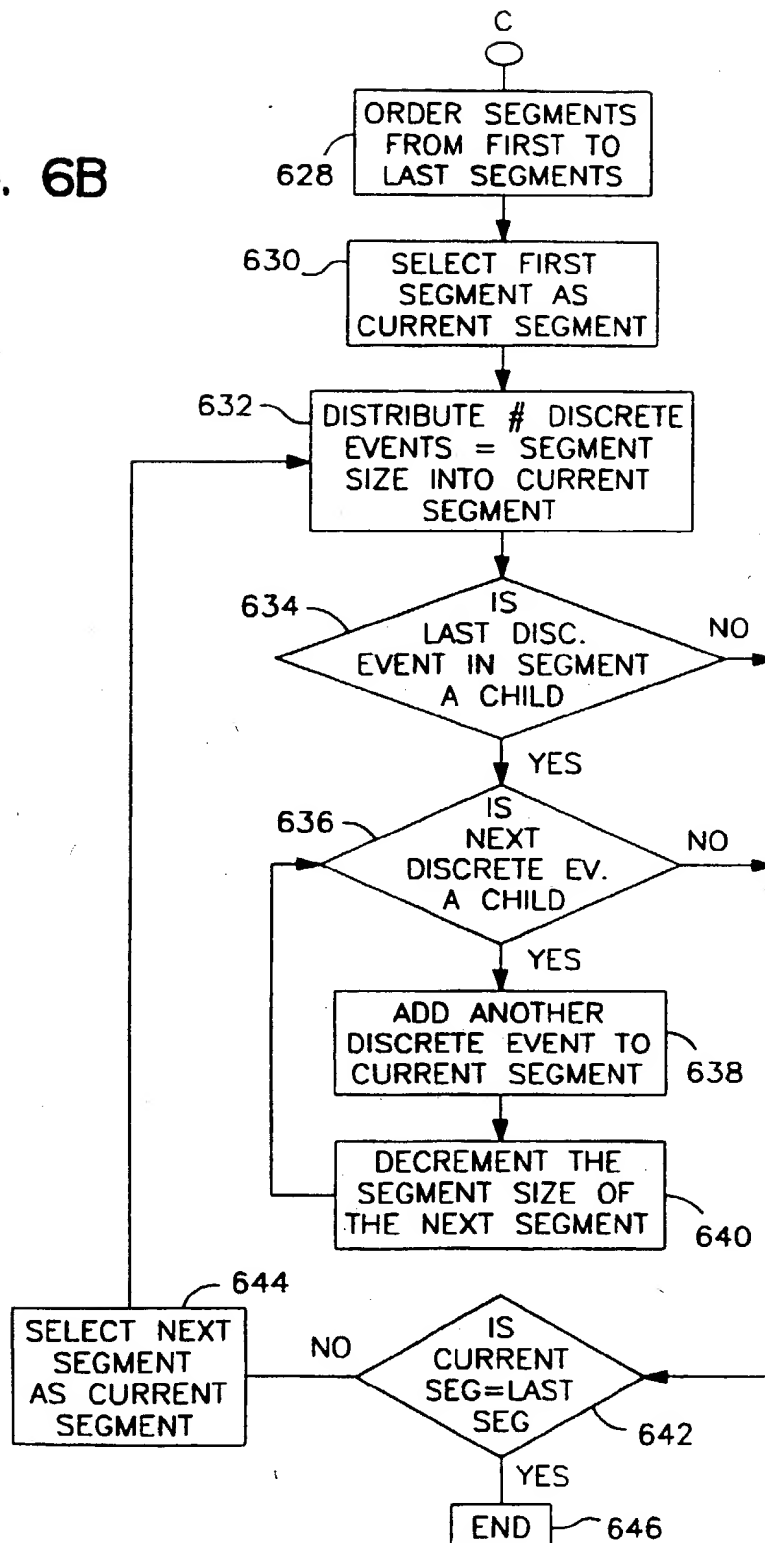 C
. 6B
ORDER SEGMENTS
FROM FIRST TO
LAST SEGMENTS
628
630
SELECT FIRST
SEGMENT AS
CURRENT SEGMENT
632
DISTRIBUTE # DISCRETE
EVENTS = SEGMENT
SIZE INTO CURRENT
SEGMENT
634
IS
LAST DISC.
EVENT IN SEGMENT
A CHILD
NO
YES
636
IS
NEXT
DISCRETE EV.
A CHILD
NO
YES
ADD ANOTHER
DISCRETE EVENT TO
CURRENT SEGMENT
638
DECREMENT THE
SEGMENT SIZE OF
THE NEXT SEGMENT
640
644
SELECT NEXT
SEGMENT
AS CURRENT
SEGMENT
NO
IS
CURRENT
SEG=LAST
SEG
642
YES
END
646